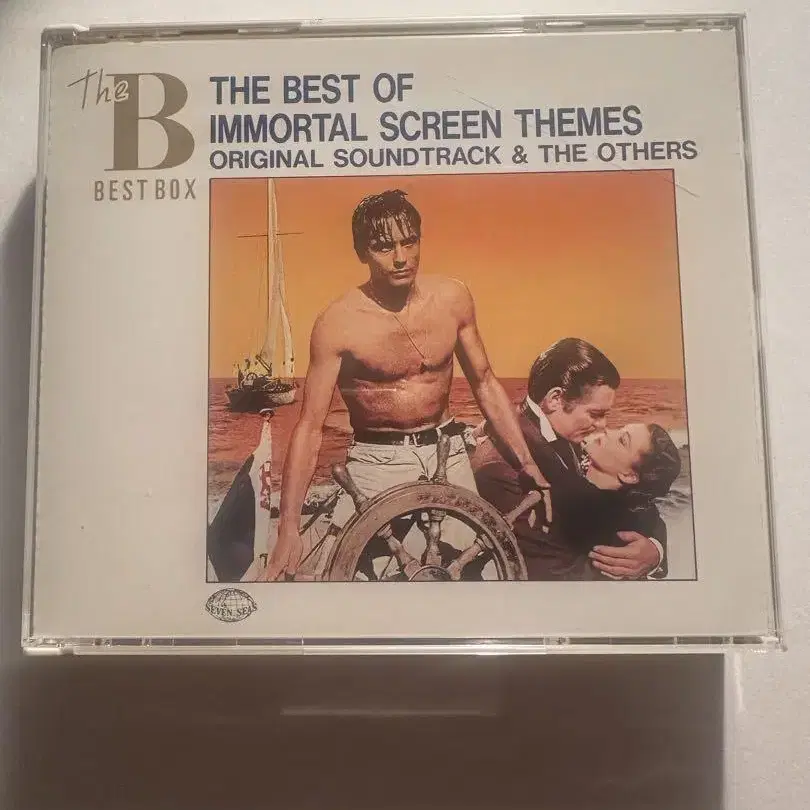 The B
BEST BOX
THE BEST OF
IMMORTAL SCREEN THEMES
ORIGINAL SOUNDTRACK & THE OTHERS
SEVEN SEAS